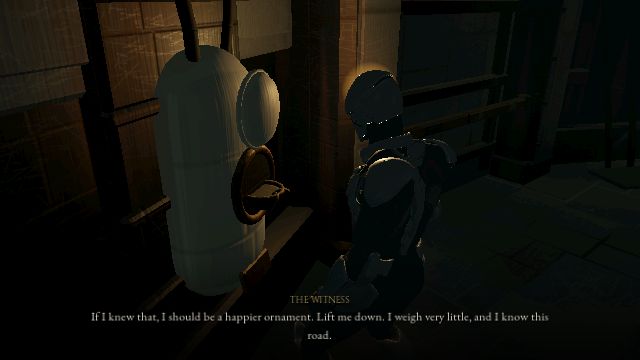 THE WITNESS
If I knew that, I should be a happier ornament. Lift me down. I weigh very little, and I know this
road.